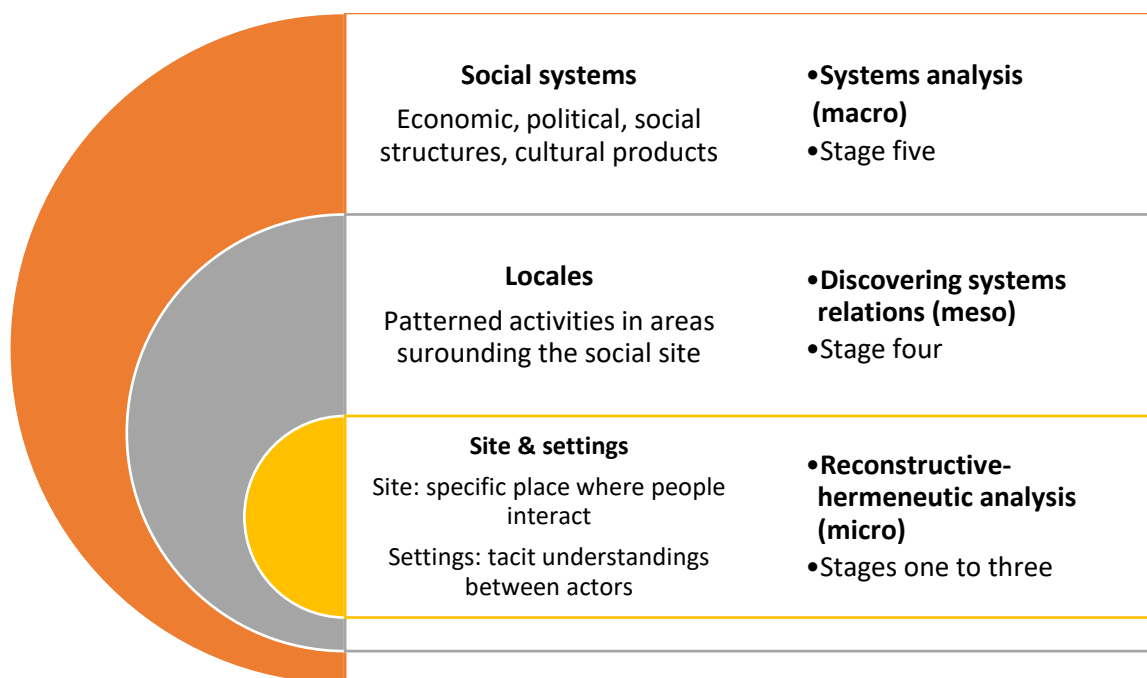 Social systems
Economic, political, social
structures, cultural products
•Systems analysis
(macro)
•Stage five
Locales
Patterned activities in areas
surounding the social site
•Discovering systems
relations (meso)
•Stage four
Site & settings
Site: specific place where people
interact
Settings: tacit understandings
between actors
•Reconstructive-
hermeneutic analysis
(micro)
•Stages one to three